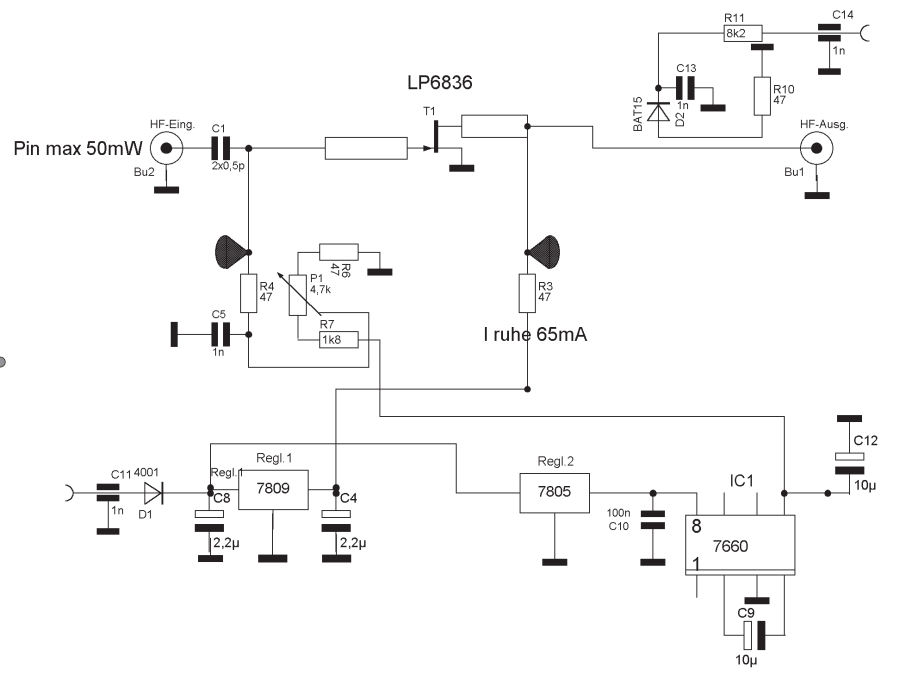 R11
C14
8k2
1n
LP6836
C13
1n
R10
47
BAT15
D2
T1
HF-Eing.
C1
HF-Ausg.
Pin max 50mW
2x0,5p
Bu2
Bu1
R6
47
P1
4,7k
R4
47
R3
47
C5
1n
R7
1k8
I ruhe 65mA
C12
10µ
Regl.1
Regl.2
C11
4001
Regl.1
7809
7805
IC1
C8
C4
1n
D1
100n
C10
8
7660
1
2,2µ
2,2µ
C9
10µ